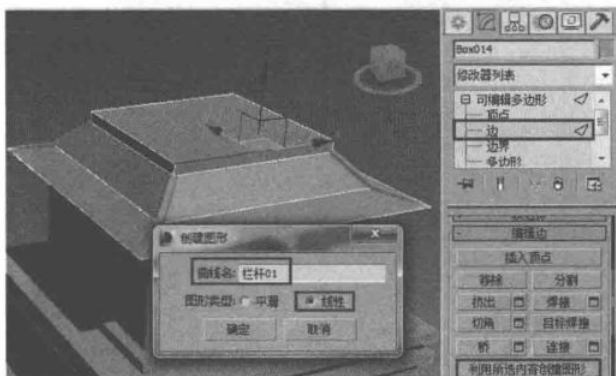 Box014
修改器列表
可编辑多边形
顶点
边
边界
多边形
编辑边
插入顶点
移除 分割
挤出 焊接
切角 目标焊接
桥 连接
利用所选内容创建图形
创建图形
曲线名: 栏杆01
图形类型: 平滑 线性
确定 取消